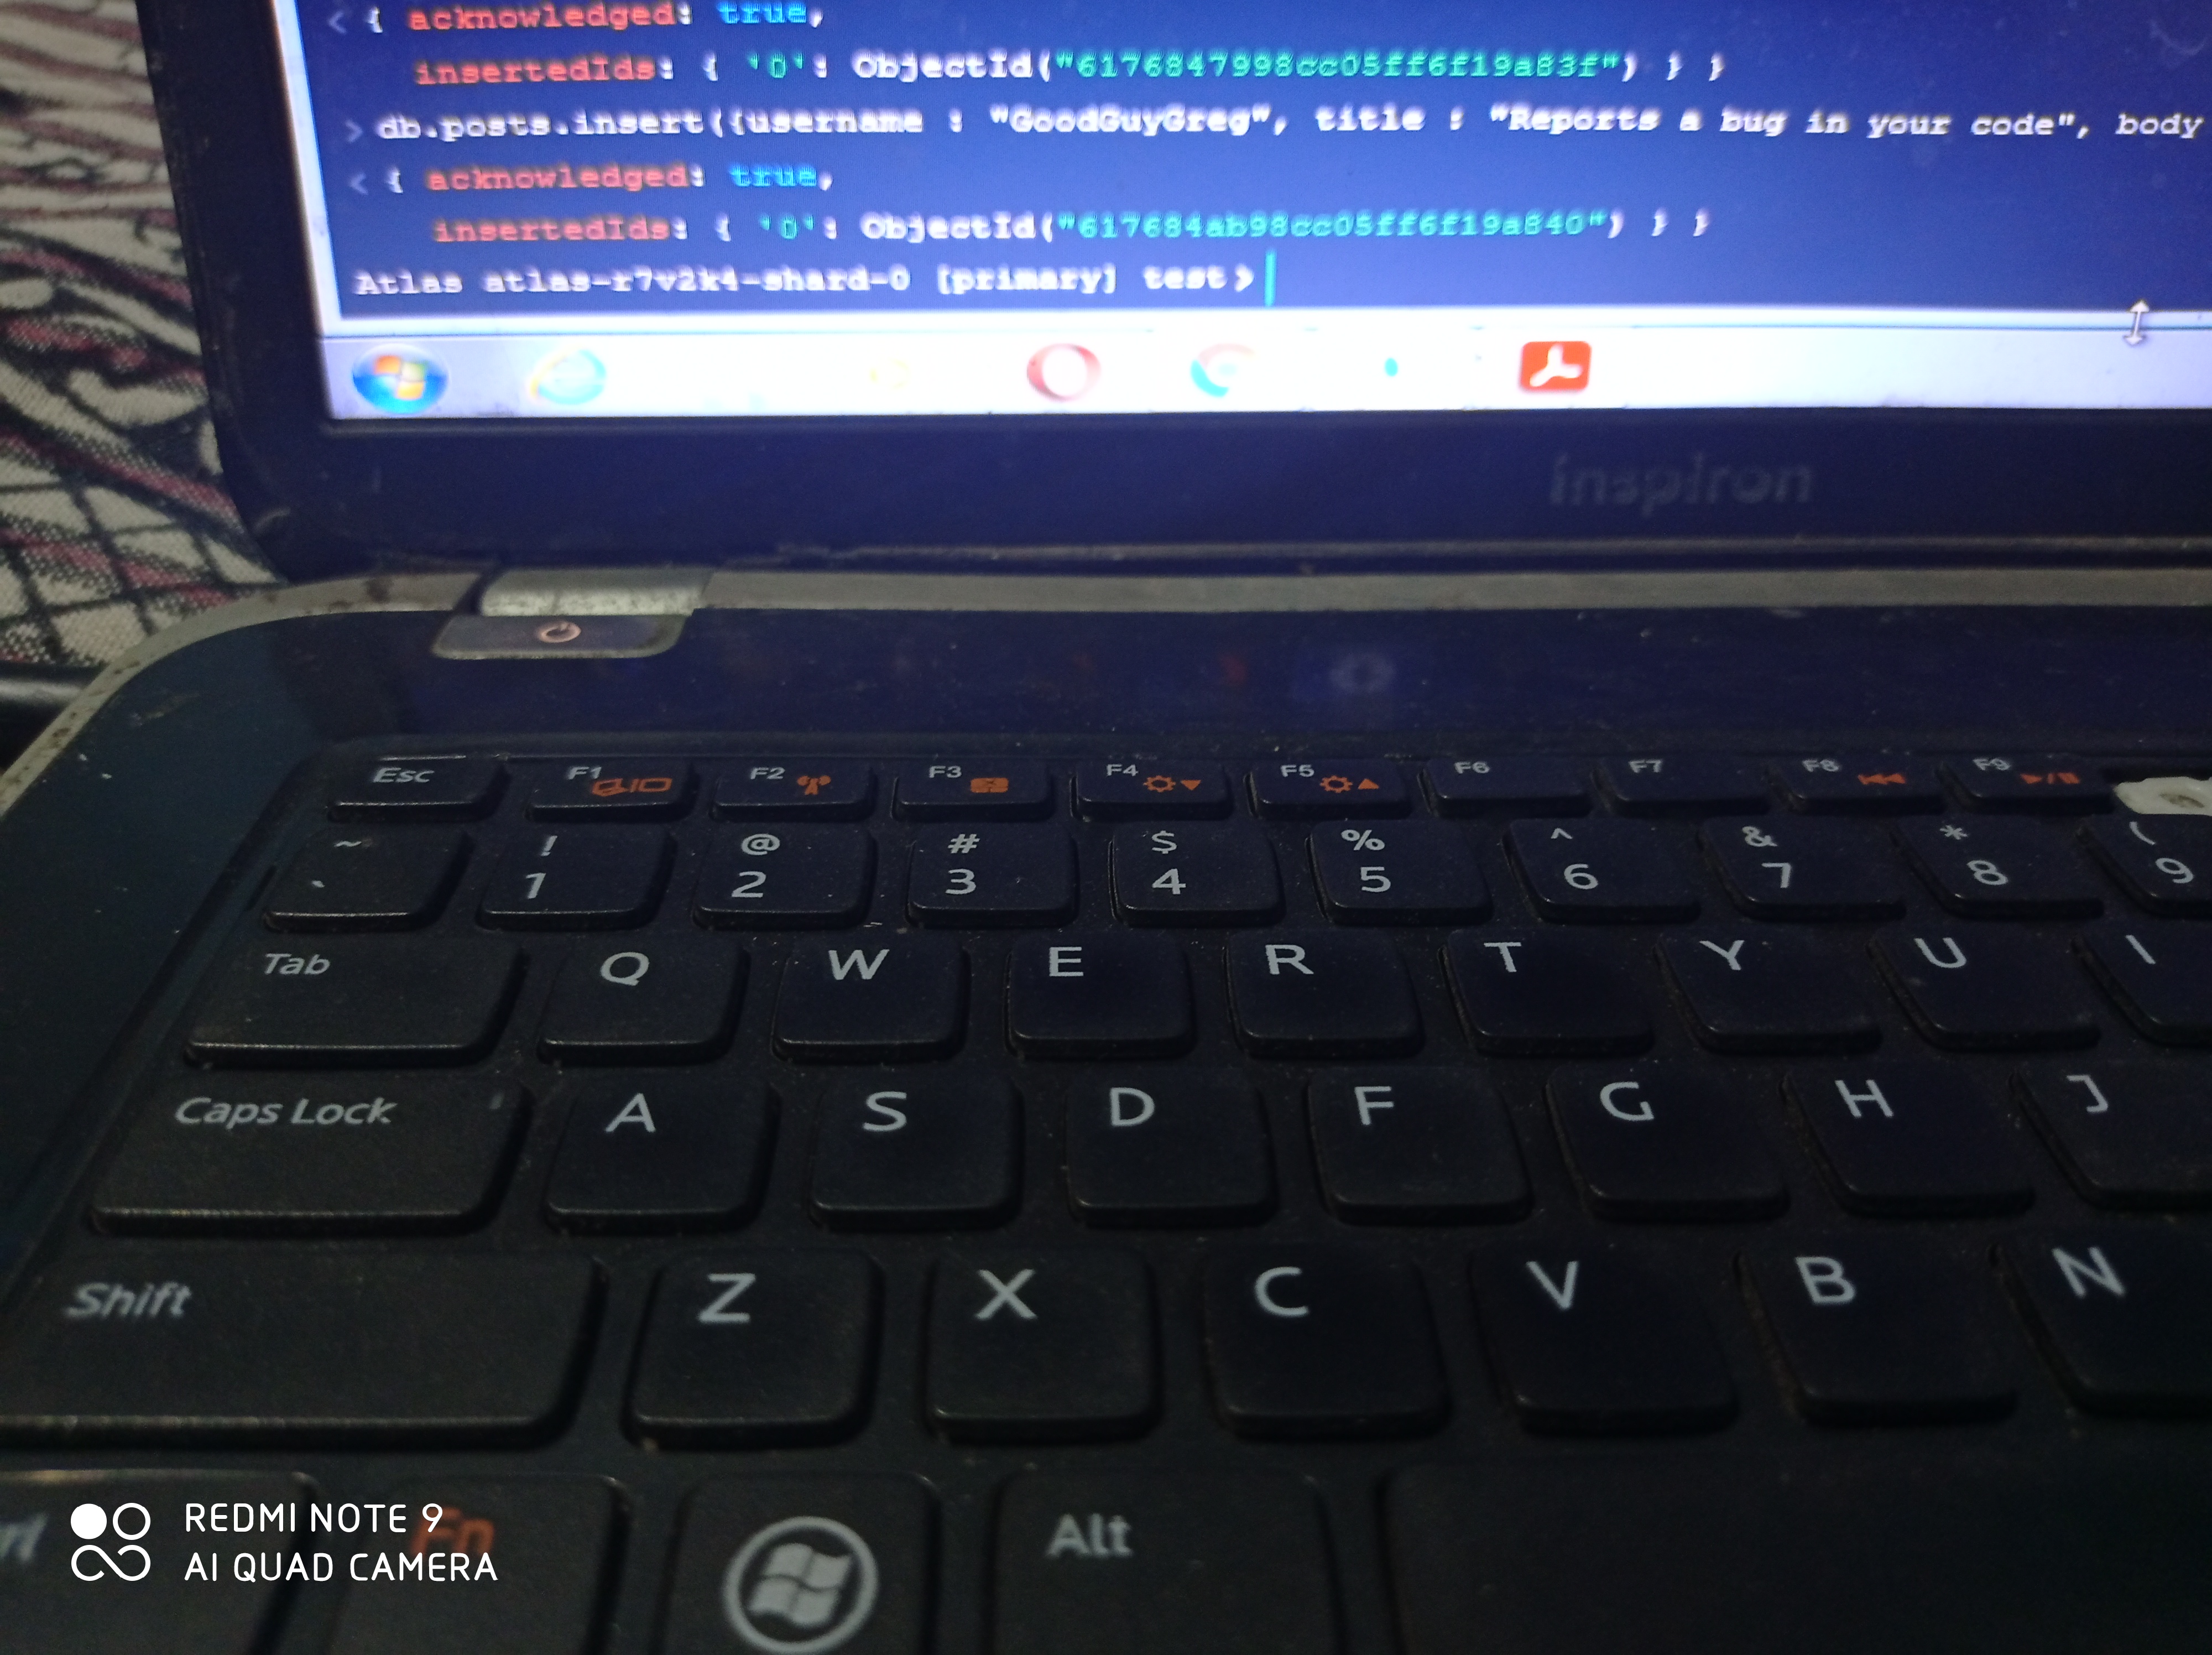 < { acknowledged: true,
insertedIds: { '0': ObjectId("6176847998cc05ff6f19a83f") } }
> db.posts.insert({username : "GoodGuyGreg", title : "Reports a bug in your code", body
< { acknowledged: true,
insertedIds: { '0': ObjectId("617684ab98cc05ff6f19a840") } }
Atlas atlas-r7v2k4-shard-0 [primary] test>
inspiron
Esc F1 F2 F3 F4 F5 F6 F7 F8 F9
~ ! @ # $ % ^ & * (
` 1 2 3 4 5 6 7 8 9
Tab Q W E R T Y U I
Caps Lock A S D F G H J
Shift Z X C V B N
Fn Alt
REDMI NOTE 9
AI QUAD CAMERA